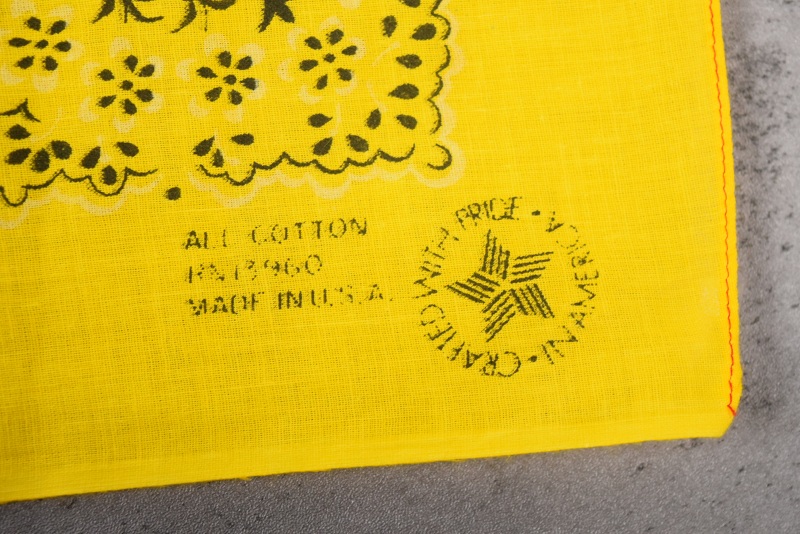 ALL COTTON
RN 13960
MADE IN U.S.A.
CRAFTED WITH PRIDE • IN AMERICA •